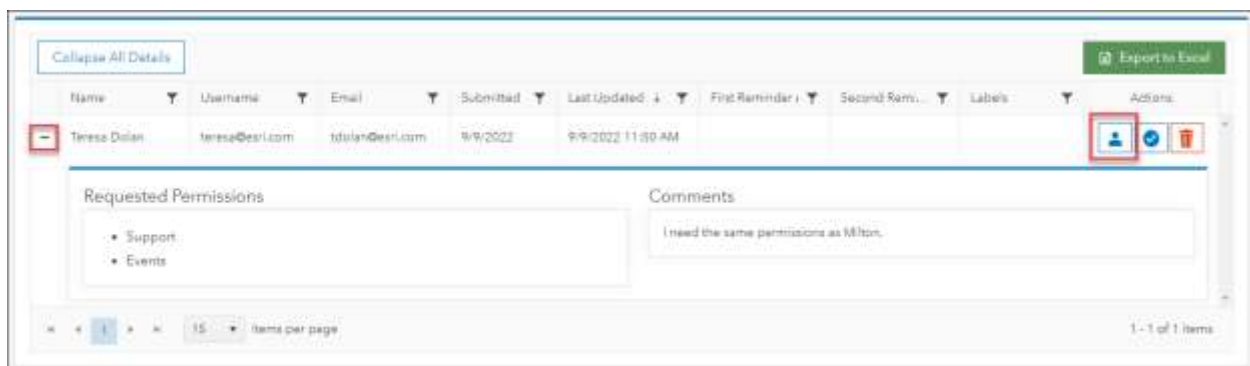 Collapse All Details
Export to Excel
Name Username Email Submitted Last Updated ↓ First Reminder Second Remi... Labels Actions
Teresa Dolan teresa@esri.com tdolan@esri.com 9/9/2022 9/9/2022 11:50 AM
Requested Permissions
Comments
• Support
• Events
I need the same permissions as Milton.
1
15 items per page
1 - 1 of 1 items